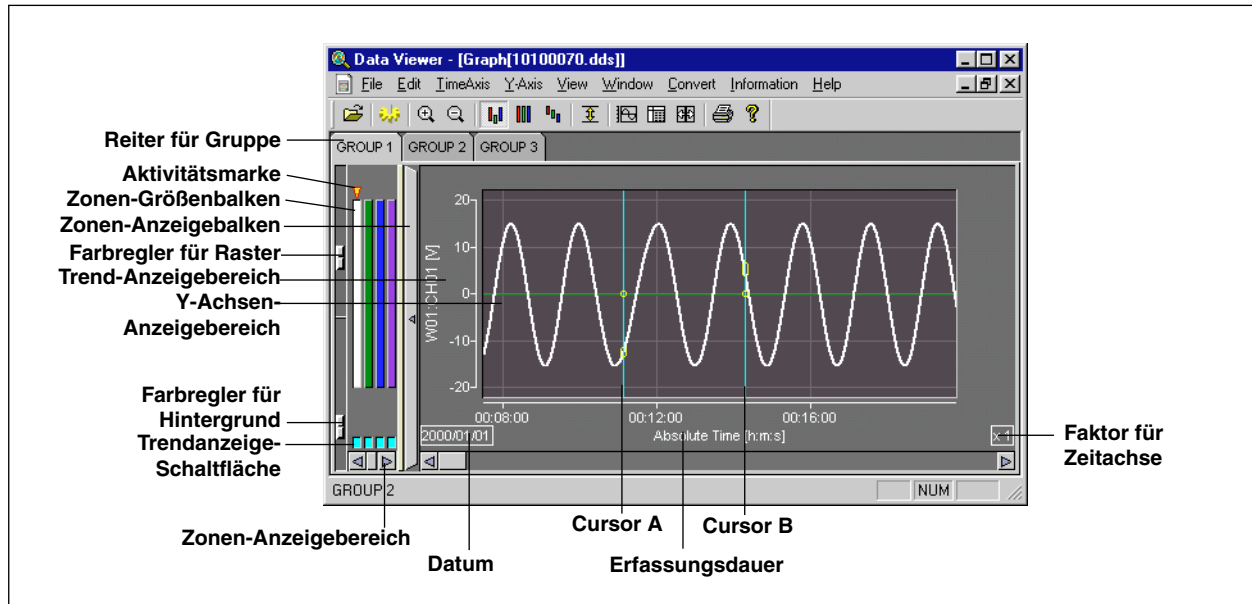 Data Viewer - [Graph[10100070.dds]]
File Edit TimeAxis Y-Axis View Window Convert Information Help
GROUP 1 GROUP 2 GROUP 3
Reiter für Gruppe
Aktivitätsmarke
Zonen-Größenbalken
Zonen-Anzeigebalken
Farbregler für Raster
Trend-Anzeigebereich
Y-Achsen-
Anzeigebereich
Farbregler für
Hintergrund
Trendanzeige-
Schaltfläche
W01:CH01 [V]
20
10
0
-10
-20
00:08:00 00:12:00 00:16:00
2000/01/01 Absolute Time [h:m:s] x 1
Faktor für
Zeitachse
GROUP 2 NUM
Zonen-Anzeigebereich
Cursor A
Cursor B
Datum
Erfassungsdauer